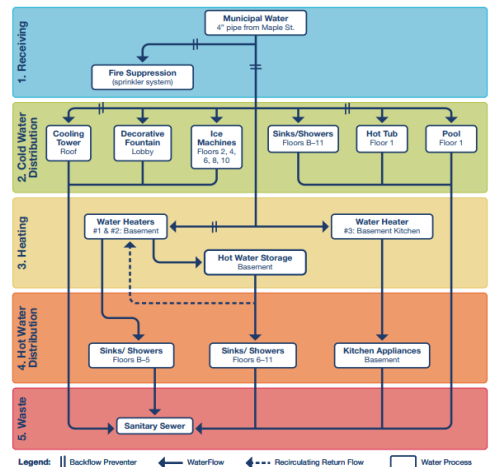 1. Receiving
Municipal Water
4" pipe from Maple St.
Fire Suppression
(sprinkler system)
2. Cold Water
Distribution
Cooling
Tower
Roof
Decorative
Fountain
Lobby
Ice
Machines
Floors 2, 4,
6, 8, 10
Sinks/Showers
Floors B–11
Hot Tub
Floor 1
Pool
Floor 1
3. Heating
Water Heaters
#1 & #2: Basement
Water Heater
#3: Basement Kitchen
Hot Water Storage
Basement
4. Hot Water
Distribution
Sinks/ Showers
Floors B–5
Sinks/ Showers
Floors 6–11
Kitchen Appliances
Basement
5. Waste
Sanitary Sewer
Legend: Backflow Preventer WaterFlow Recirculating Return Flow Water Process